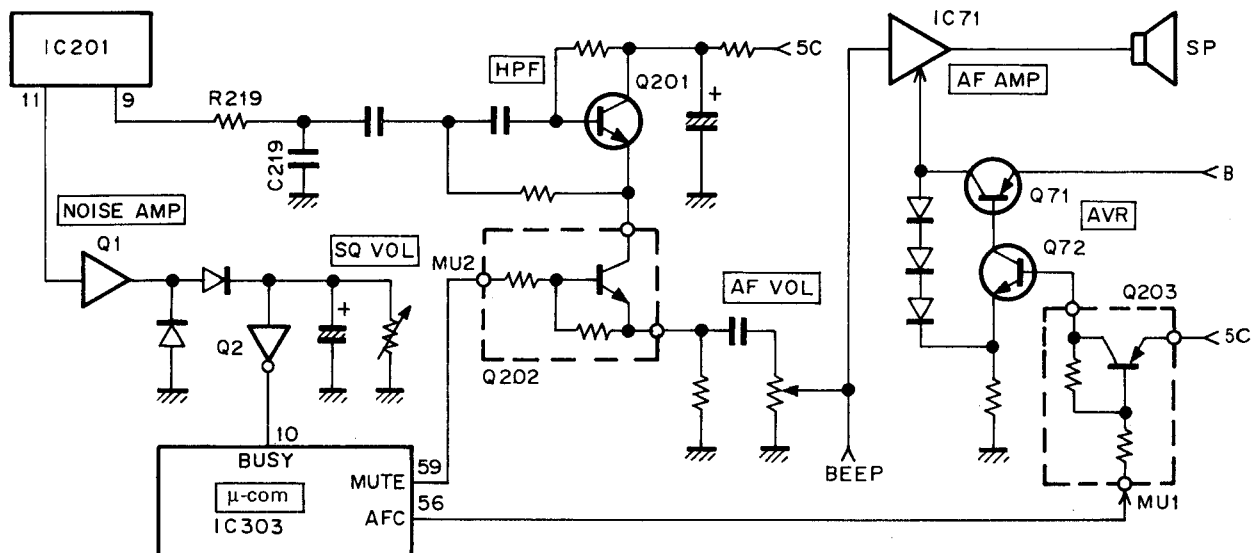 IC201
11
9
R219
C219
HPF
Q201
5C
IC71
AF AMP
SP
NOISE AMP
Q1
Q2
SQ VOL
MU2
Q202
AF VOL
Q71
AVR
B
Q72
Q203
5C
MU1
BEEP
10
BUSY
μ-com
IC303
MUTE
59
AFC
56
+
+